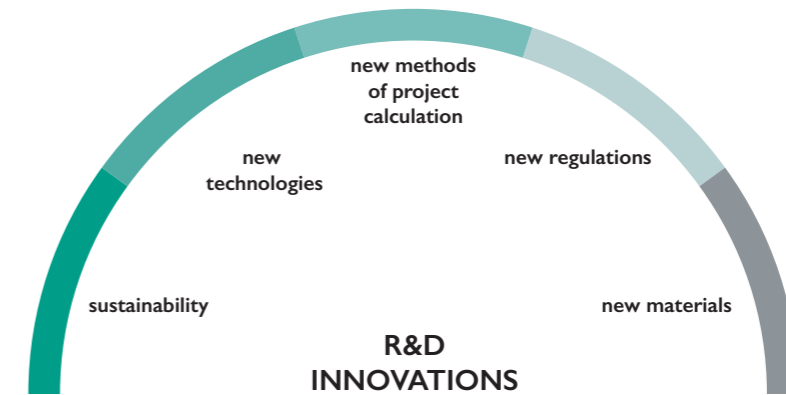 new methods
of project
calculation
new
technologies
new regulations
sustainability
new materials
R&D
INNOVATIONS